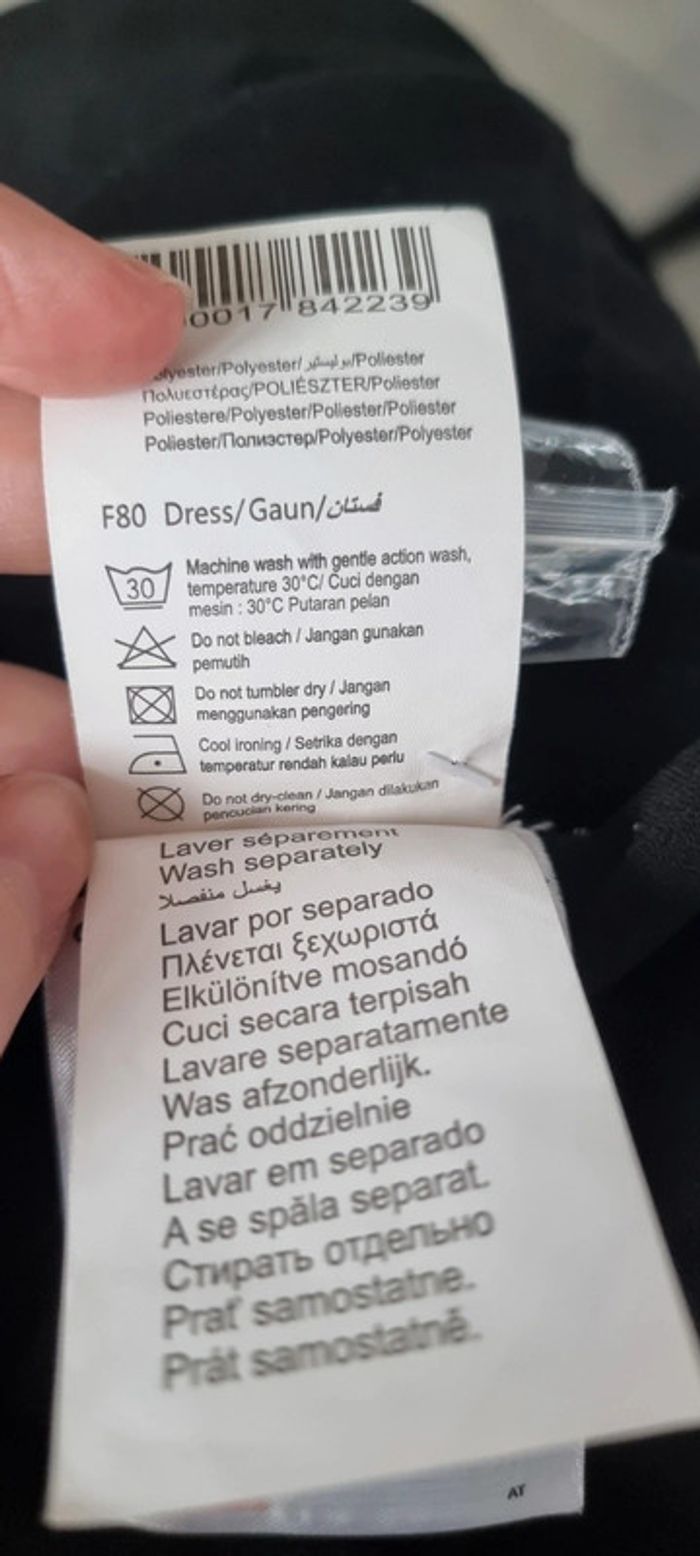 0017 842239
Polyester/Polyester/بوليستر/Poliester
Πολυεστέρας/POLIÉSZTER/Poliester
Poliestere/Polyester/Poliester/Poliester
Poliester/Полиэстер/Polyester/Polyester
F80 Dress/Gaun/فستان
30
Machine wash with gentle action wash,
temperature 30°C/ Cuci dengan
mesin : 30°C Putaran pelan
Do not bleach / Jangan gunakan
pemutih
Do not tumbler dry / Jangan
menggunakan pengering
Cool ironing / Setrika dengan
temperatur rendah kalau perlu
Do not dry-clean / Jangan dilakukan
pencucian kering
Laver séparement
Wash separately
يغسل منفصلا
Lavar por separado
Πλένεται ξεχωριστά
Elkülönítve mosandó
Cuci secara terpisah
Lavare separatamente
Was afzonderlijk.
Prać oddzielnie
Lavar em separado
A se spăla separat.
Стирать отдельно
Prať samostatne.
Prát samostatně.
AT